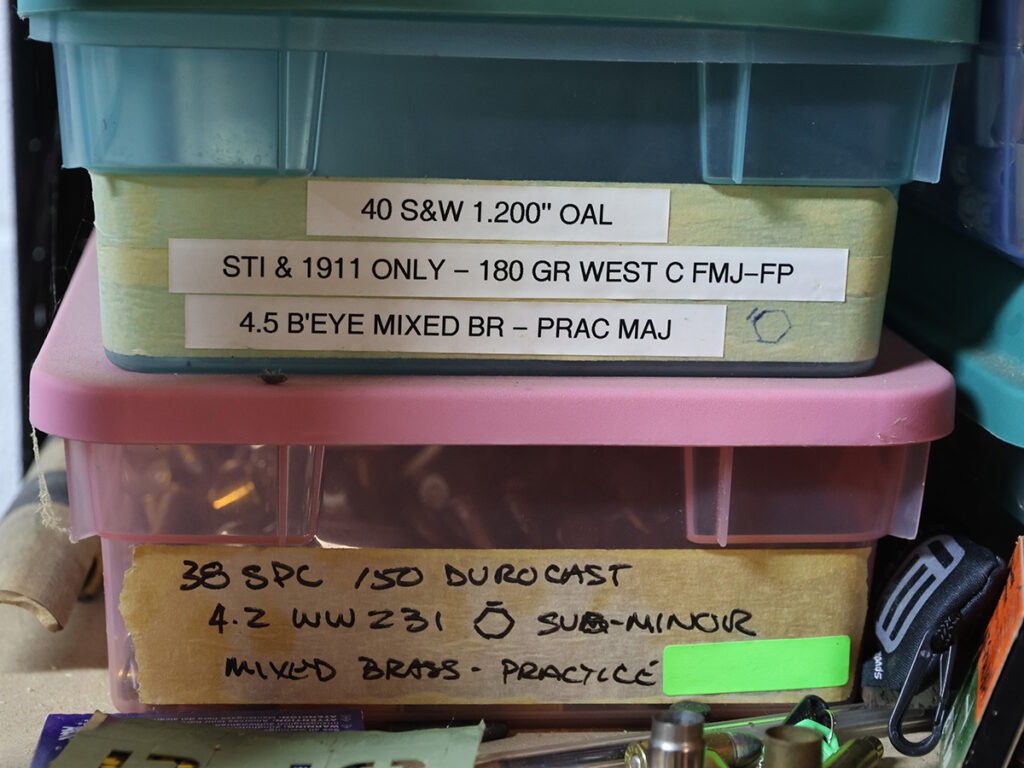 40 S&W 1.200" OAL
STI & 1911 ONLY – 180 GR WEST C FMJ–FP
4.5 B'EYE MIXED BR – PRAC MAJ
38 SPC 150 DUROCAST
4.2 WW 231 SUB-MINOR
MIXED BRASS - PRACTICE